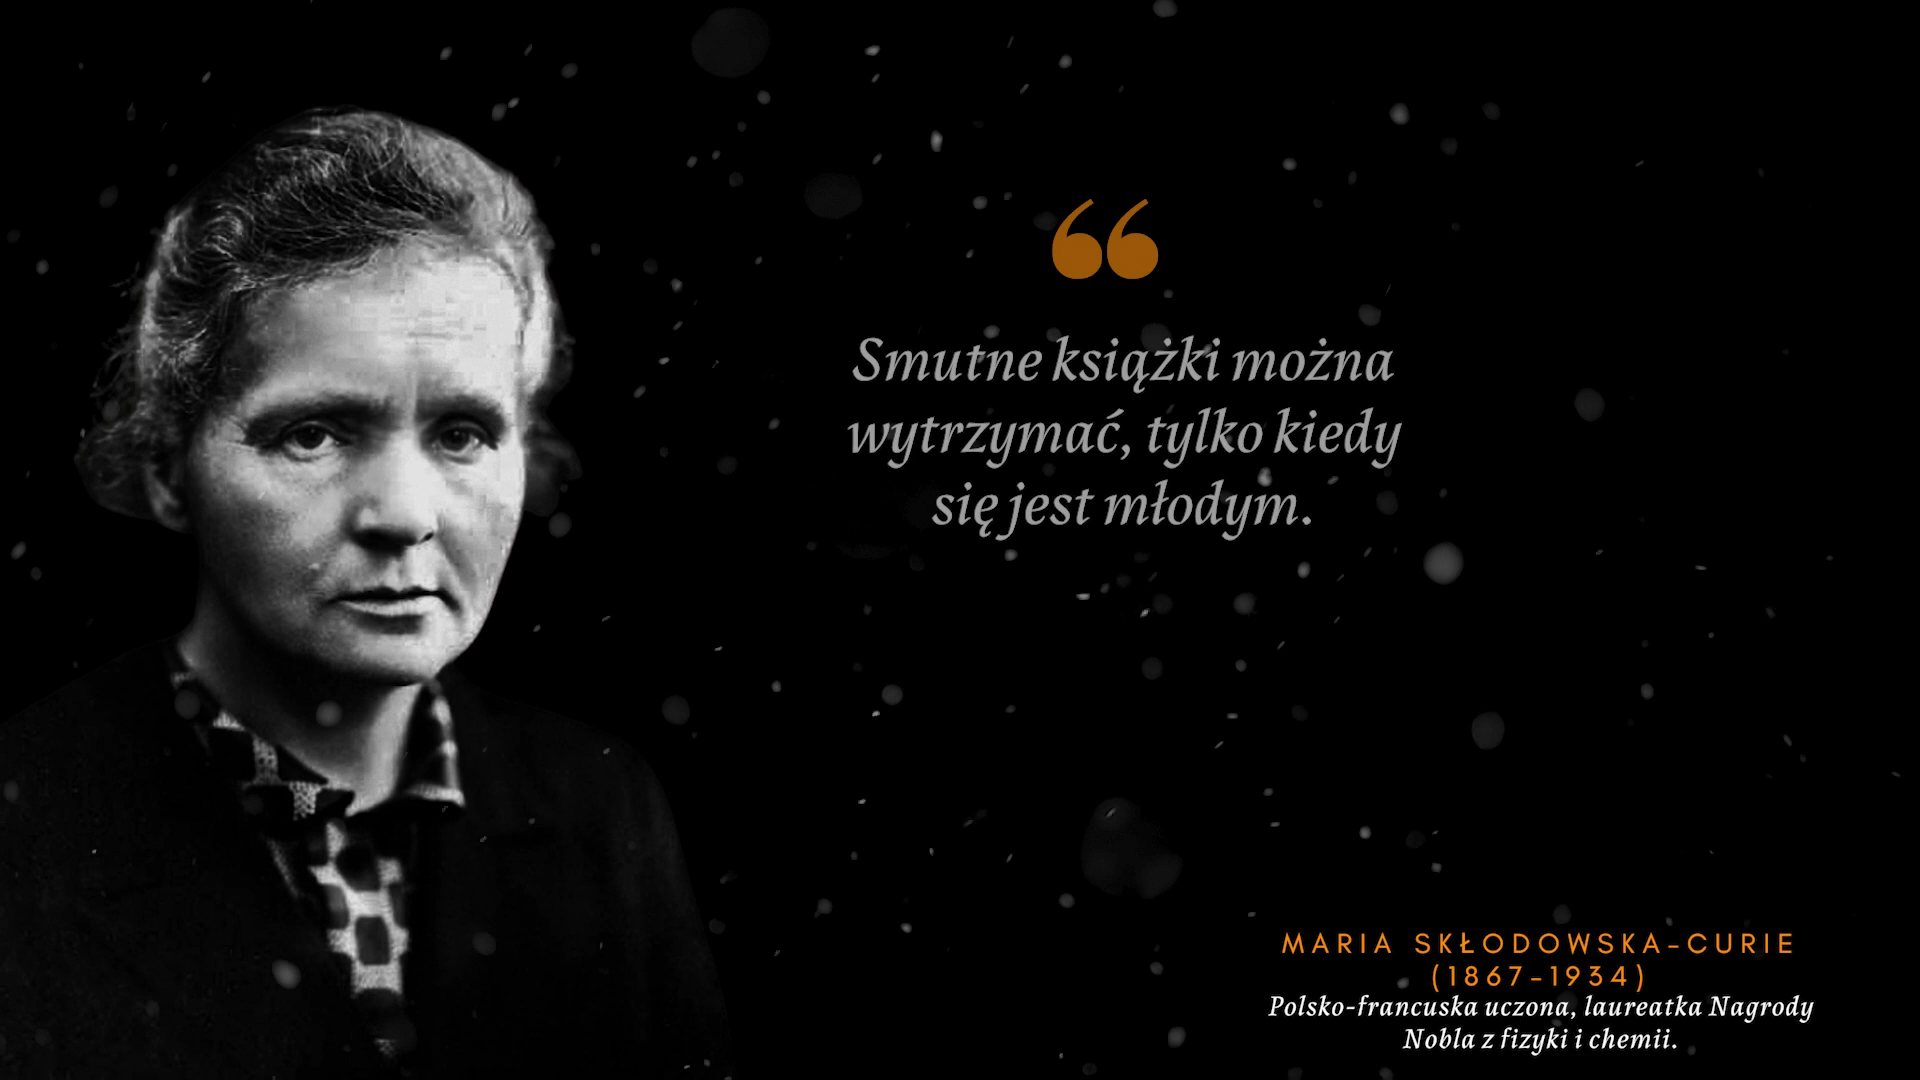 “
Smutne książki można
wytrzymać, tylko kiedy
się jest młodym.
MARIA SKŁODOWSKA-CURIE
(1867-1934)
Polsko-francuska uczona, laureatka Nagrody
Nobla z fizyki i chemii.